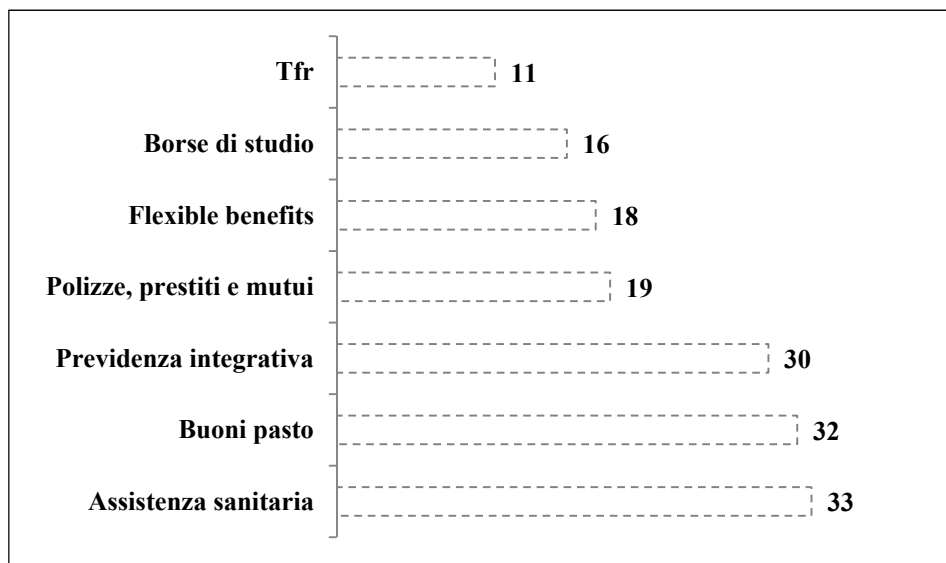 Tfr 11
Borse di studio 16
Flexible benefits 18
Polizze, prestiti e mutui 19
Previdenza integrativa 30
Buoni pasto 32
Assistenza sanitaria 33